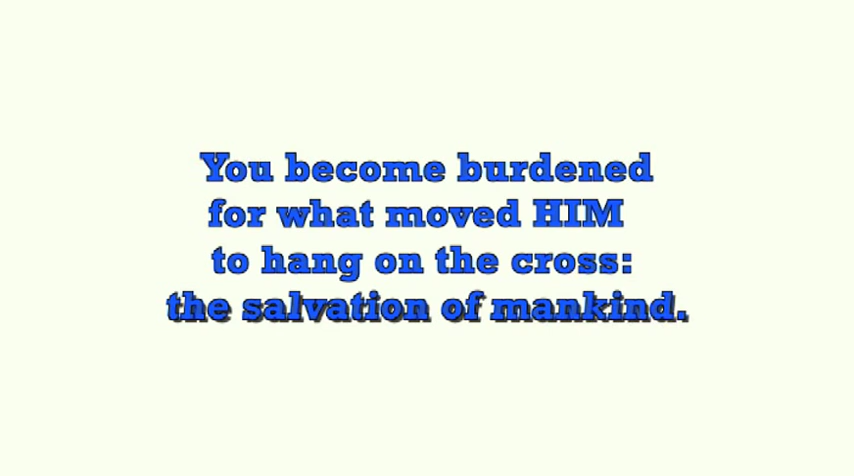 You become burdened
for what moved HIM
to hang on the cross:
the salvation of mankind.